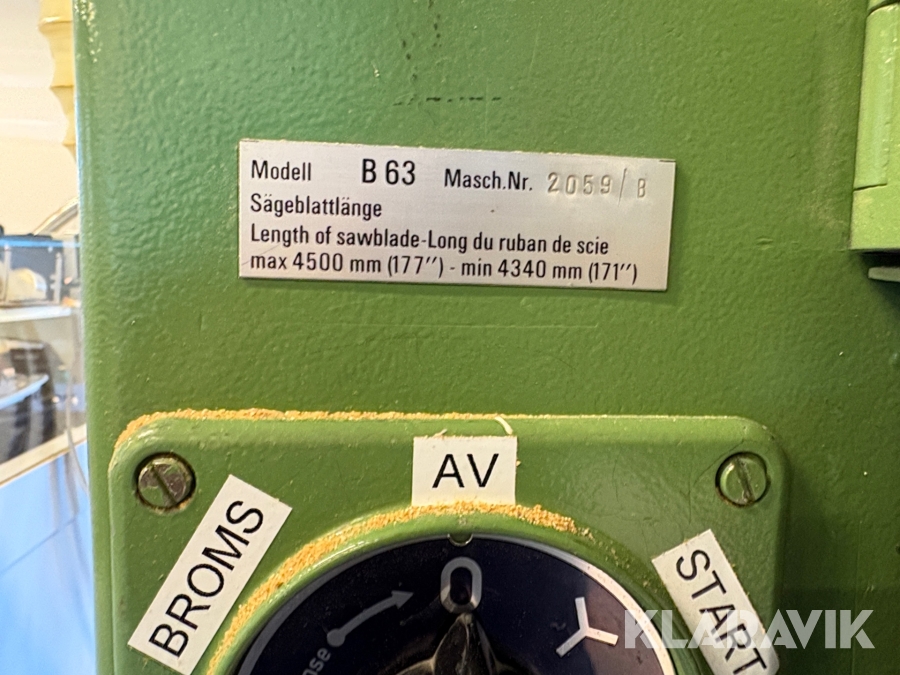 Modell B 63 Masch.Nr. 2059/B
Sägeblattlänge
Length of sawblade-Long du ruban de scie
max 4500 mm (177″) - min 4340 mm (171″)
AV
BROMS
START
0
KLARAVIK